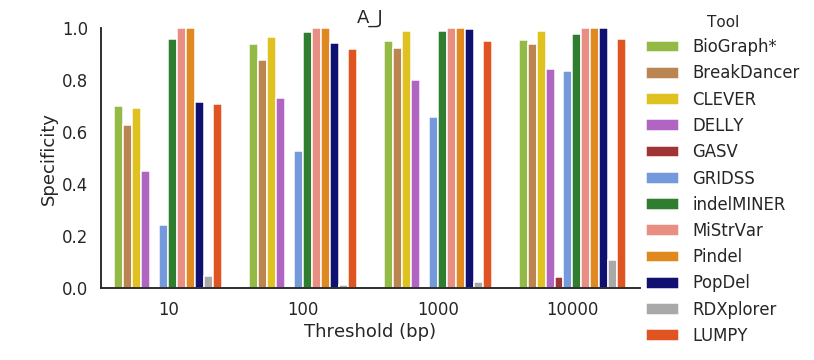 A_J
Specificity
1.0
0.8
0.6
0.4
0.2
0.0
10
100
1000
10000
Threshold (bp)
Tool
BioGraph*
BreakDancer
CLEVER
DELLY
GASV
GRIDSS
indelMINER
MiStrVar
Pindel
PopDel
RDXplorer
LUMPY